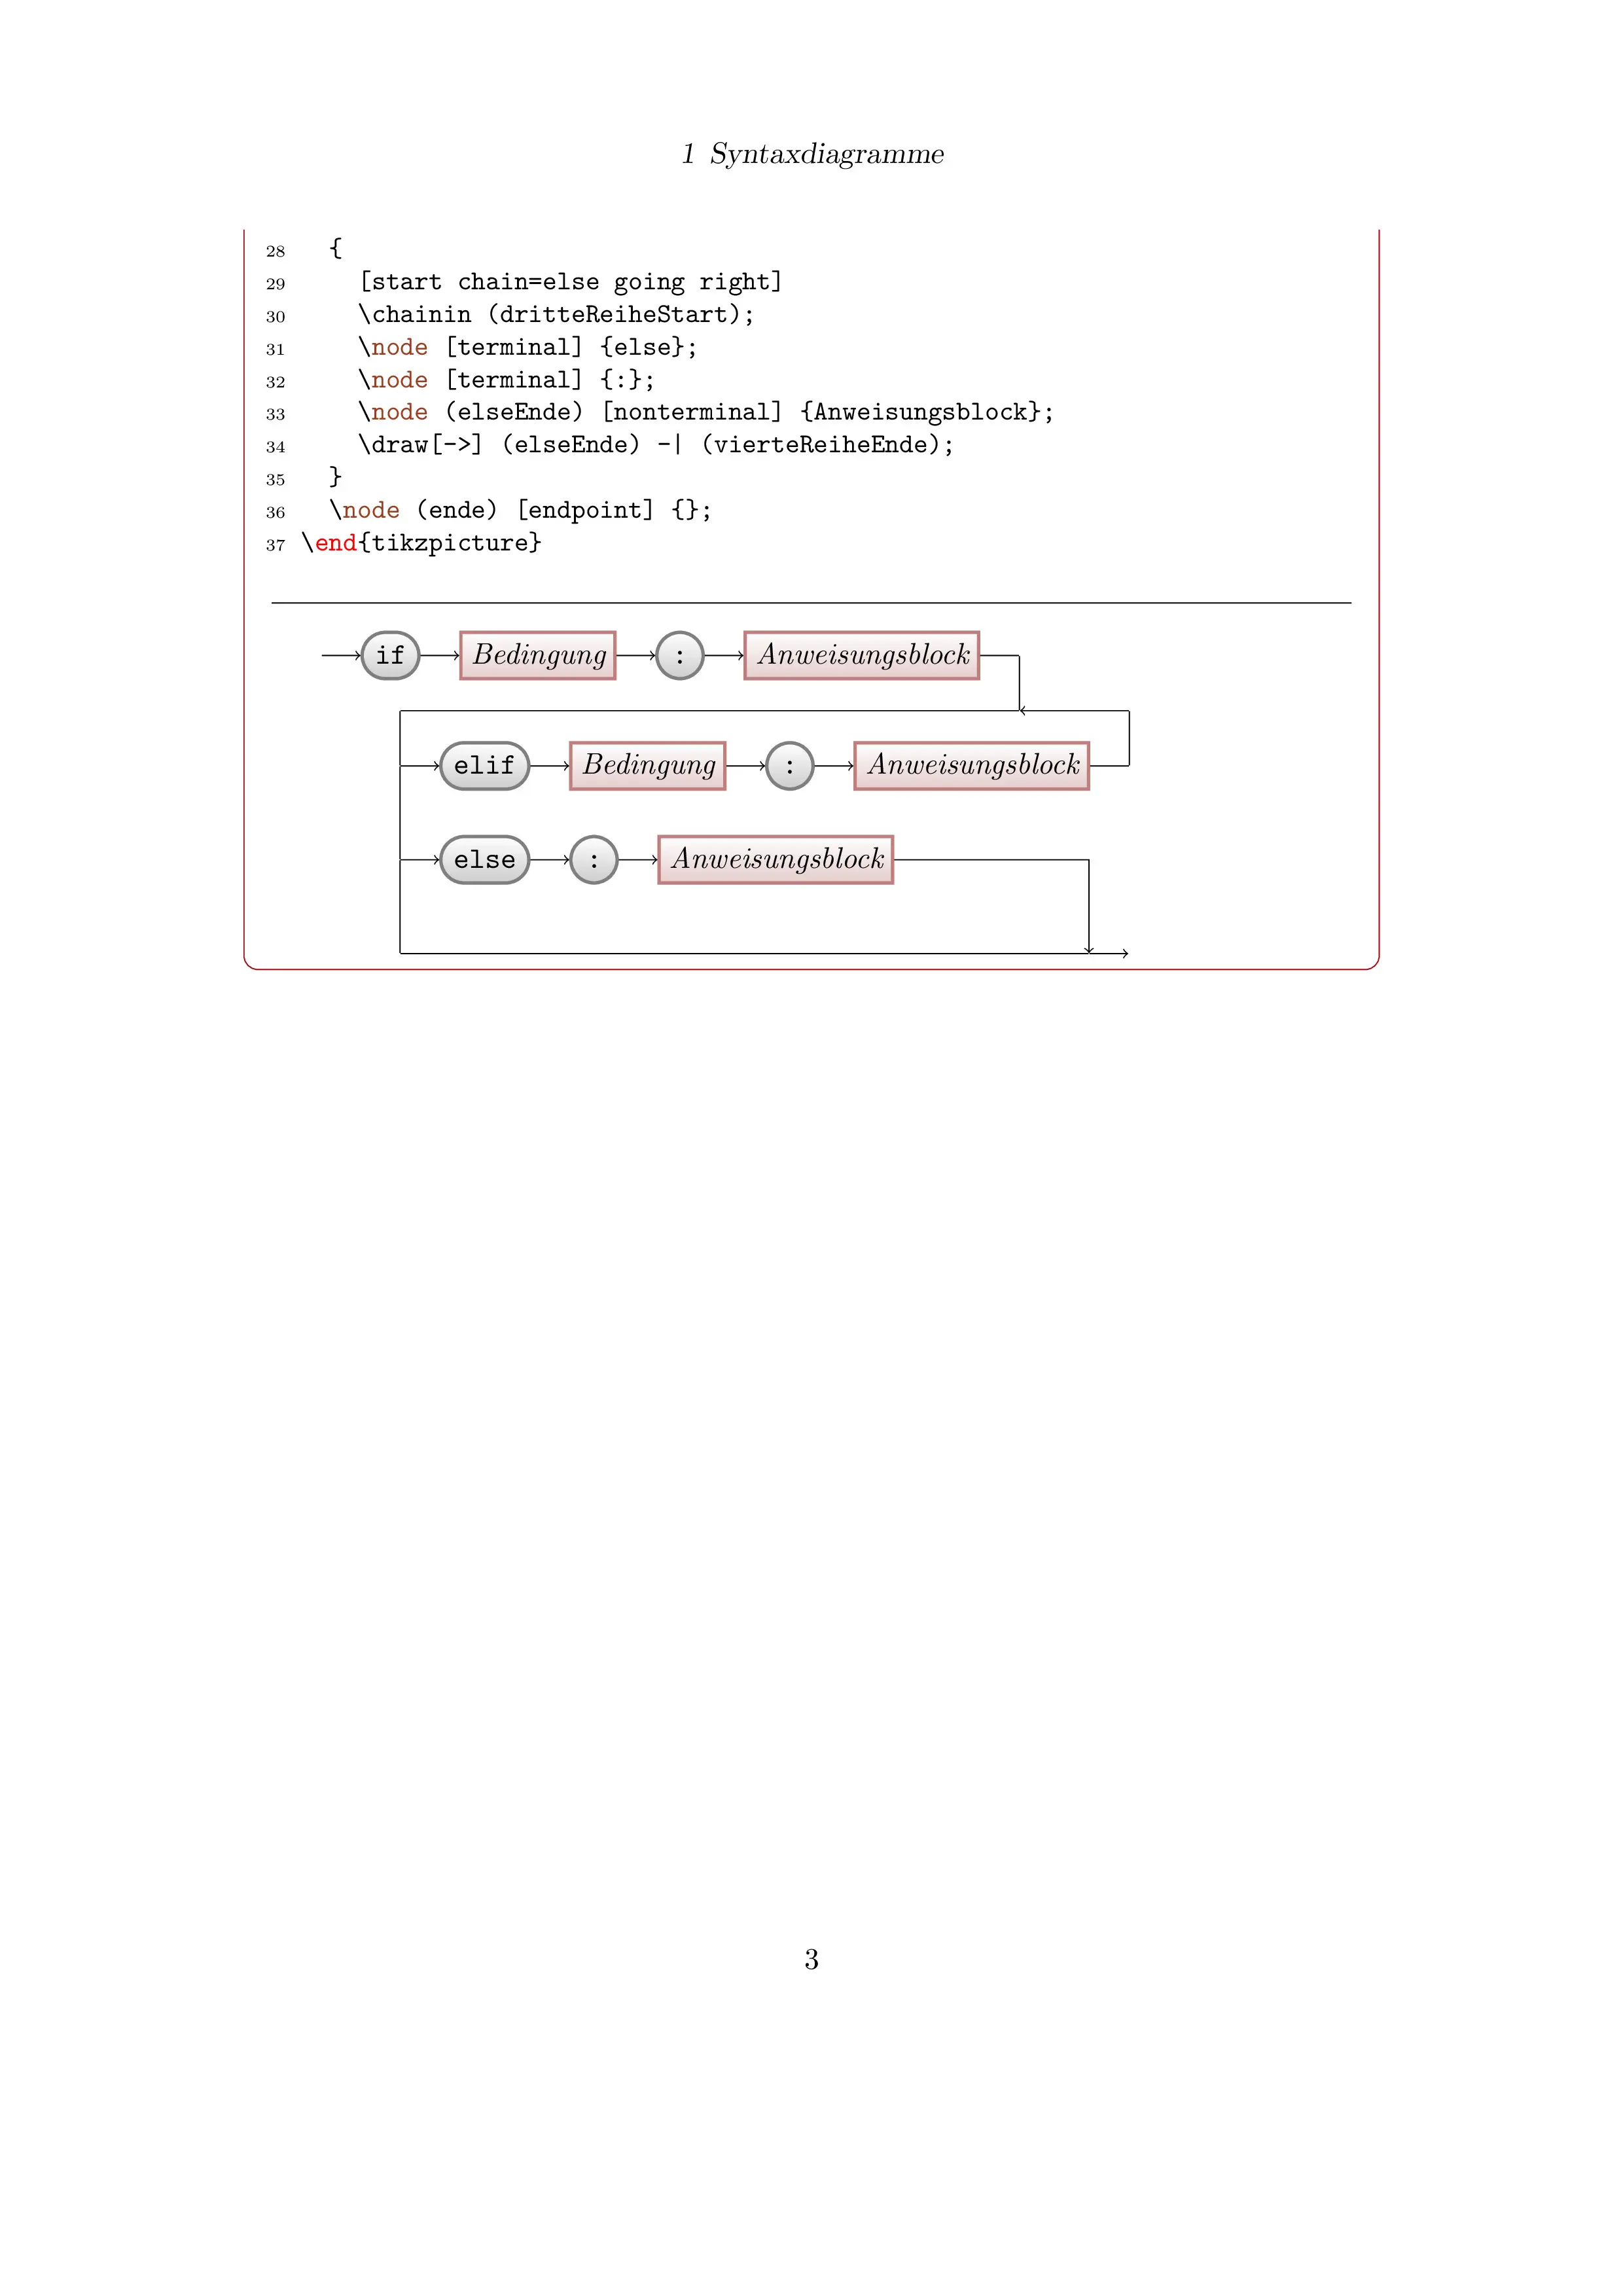 1 Syntaxdiagramme
28 {
29 [start chain=else going right]
30 \chainin (dritteReiheStart);
31 \node [terminal] {else};
32 \node [terminal] {:};
33 \node (elseEnde) [nonterminal] {Anweisungsblock};
34 \draw[->] (elseEnde) -| (vierteReiheEnde);
35 }
36 \node (ende) [endpoint] {};
37 \end{tikzpicture}
if Bedingung : Anweisungsblock
elif Bedingung : Anweisungsblock
else : Anweisungsblock
3